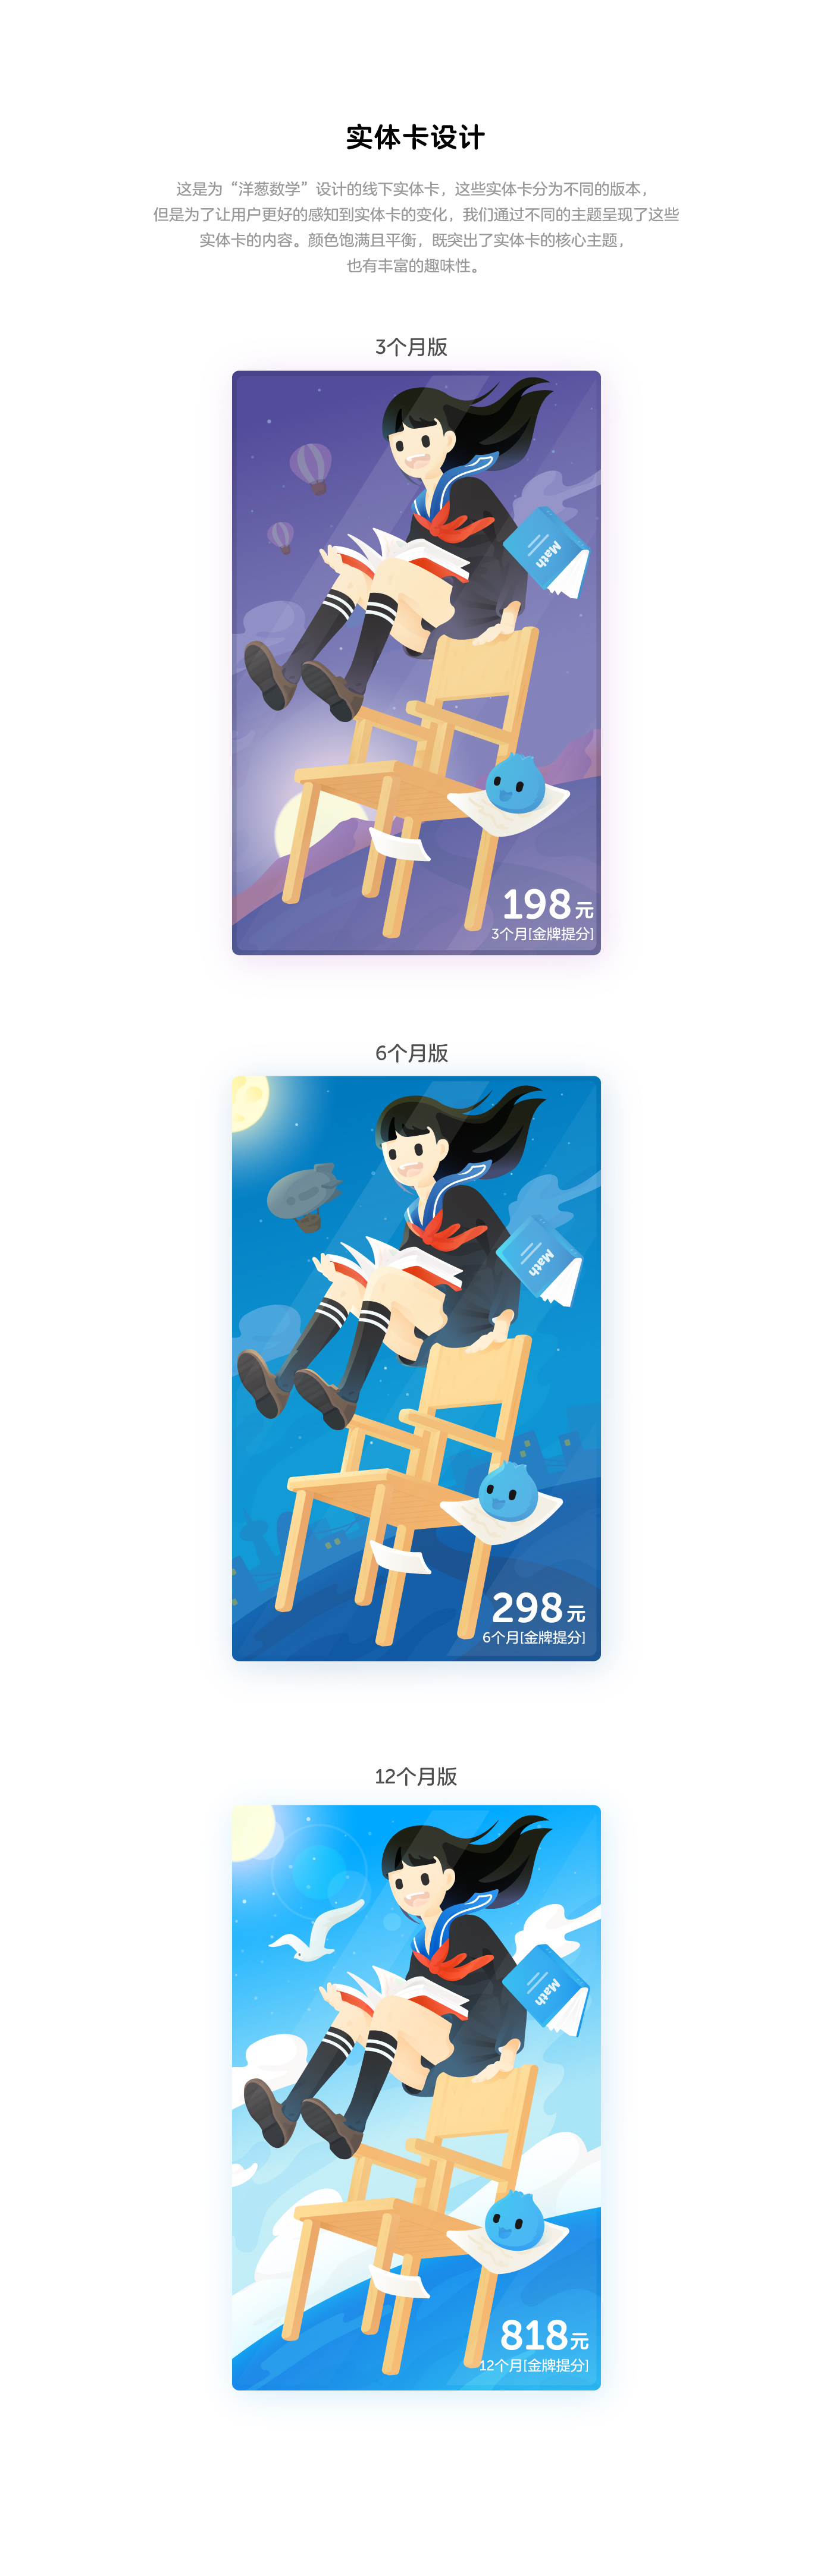 实体卡设计
这是为“洋葱数学”设计的线下实体卡，这些实体卡分为不同的版本，
但是为了让用户更好的感知到实体卡的变化，我们通过不同的主题呈现了这些
实体卡的内容。颜色饱满且平衡，既突出了实体卡的核心主题，
也有丰富的趣味性。
3个月版
Math
198元
3个月[金牌提分]
6个月版
Math
298元
6个月[金牌提分]
12个月版
Math
818元
12个月[金牌提分]